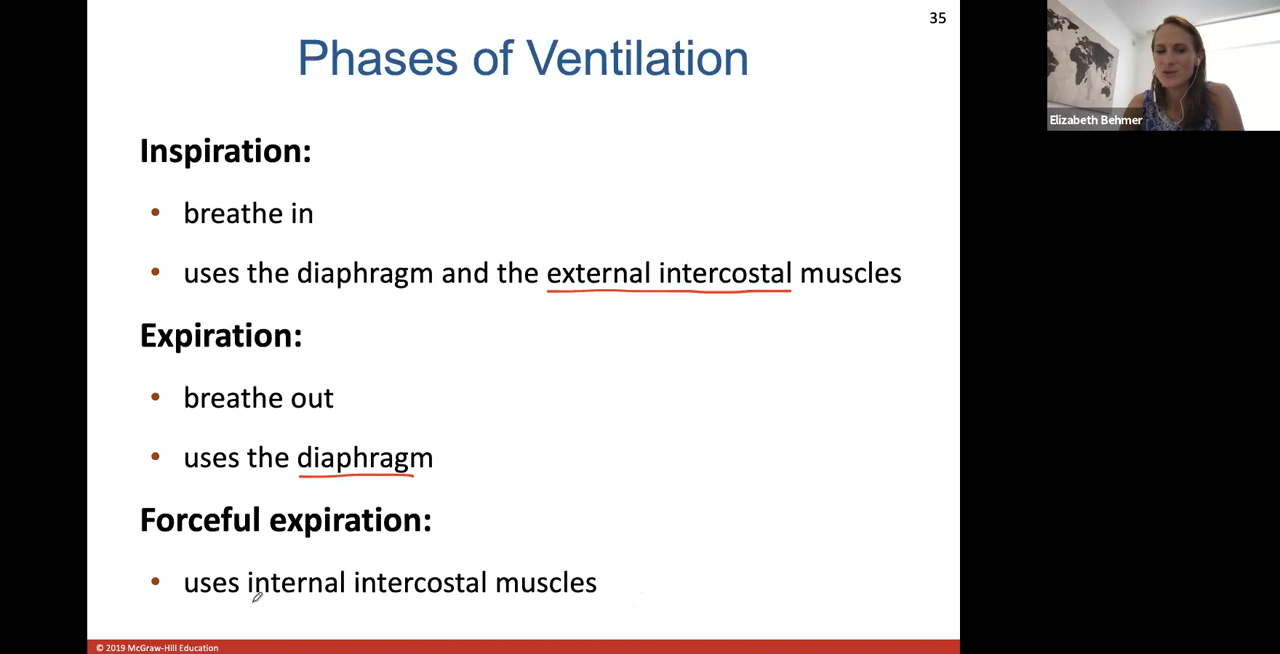 35
Phases of Ventilation
Elizabeth Behmer
Inspiration:
• breathe in
• uses the diaphragm and the external intercostal muscles
Expiration:
• breathe out
• uses the diaphragm
Forceful expiration:
• uses internal intercostal muscles
© 2019 McGraw-Hill Education